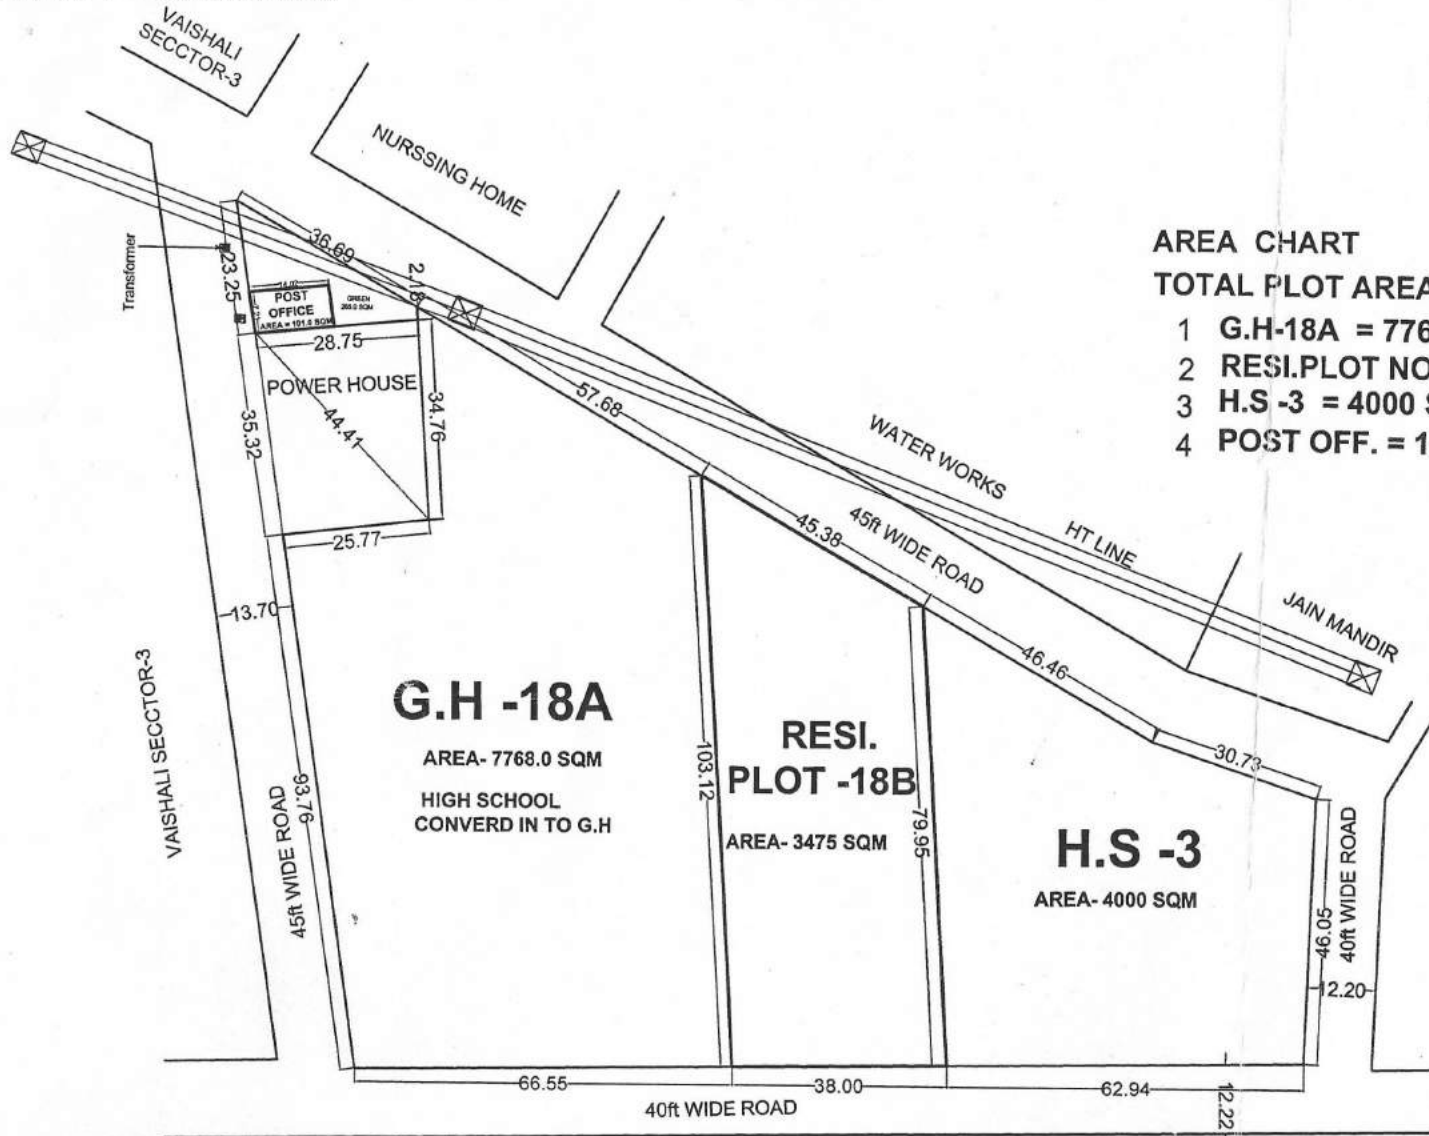 VAISHALI
SECCTOR-3
NURSSING HOME
Transformer
36.69
2.18
23.25
14.02
7.21
POST
OFFICE
AREA = 101.0 SQM
GREEN
28.75
POWER HOUSE
44.41
34.76
35.32
25.77
13.70
57.68
AREA CHART
TOTAL PLOT AREA
1 G.H-18A = 776
2 RESI.PLOT NO
3 H.S -3 = 4000
4 POST OFF. = 1
WATER WORKS
HT LINE
JAIN MANDIR
45ft WIDE ROAD
45.38
46.46
30.73
VAISHALI SECCTOR-3
45ft WIDE ROAD
93.76
G.H -18A
AREA- 7768.0 SQM
HIGH SCHOOL
CONVERD IN TO G.H
103.12
RESI.
PLOT -18B
AREA- 3475 SQM
79.95
H.S -3
AREA- 4000 SQM
46.05
40ft WIDE ROAD
12.20
66.55
38.00
62.94
12.22
40ft WIDE ROAD